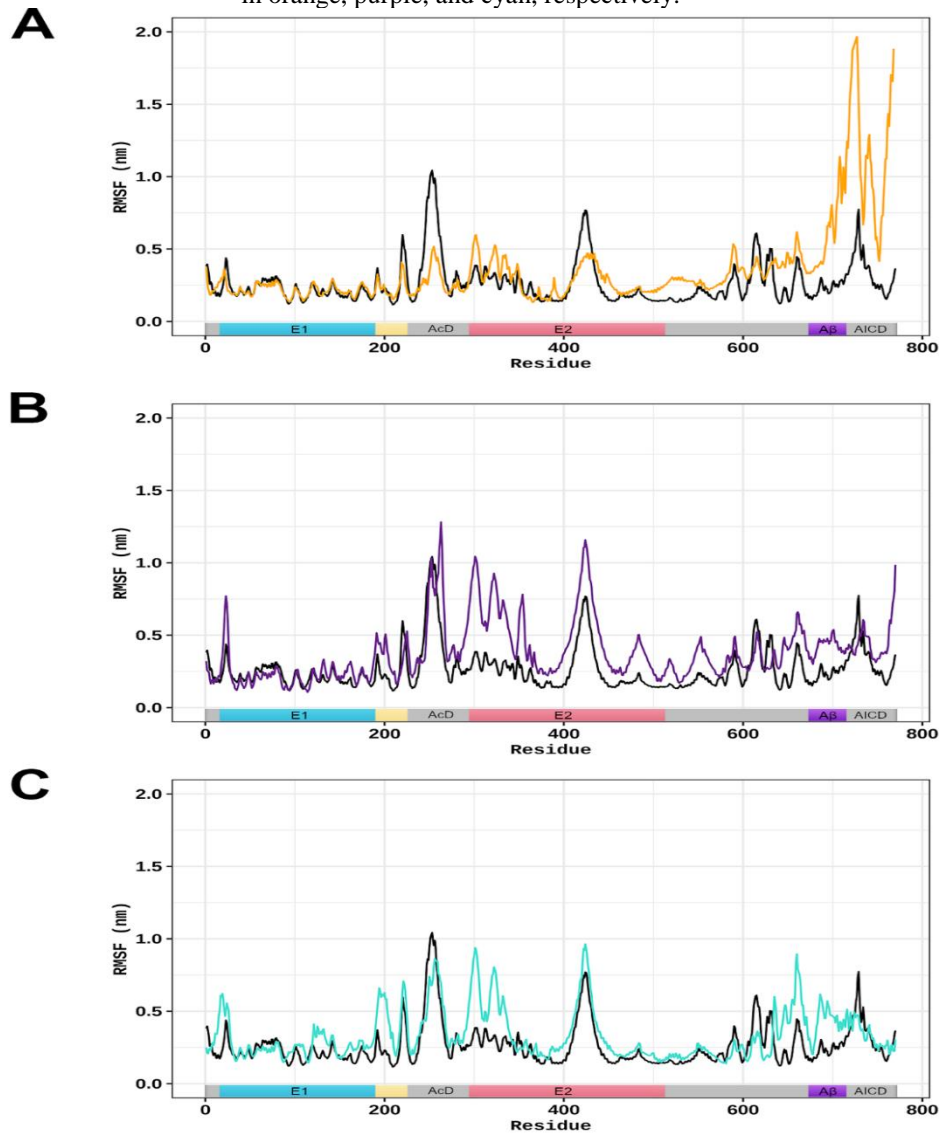 in orange, purple, and cyan, respectively.
A
2.0
1.5
1.0
0.5
0.0
RMSF (nm)
E1
AcD
E2
Aβ
AICD
0
200
400
600
800
Residue
B
2.0
1.5
1.0
0.5
0.0
RMSF (nm)
E1
AcD
E2
Aβ
AICD
0
200
400
600
800
Residue
C
2.0
1.5
1.0
0.5
0.0
RMSF (nm)
E1
AcD
E2
Aβ
AICD
0
200
400
600
800
Residue